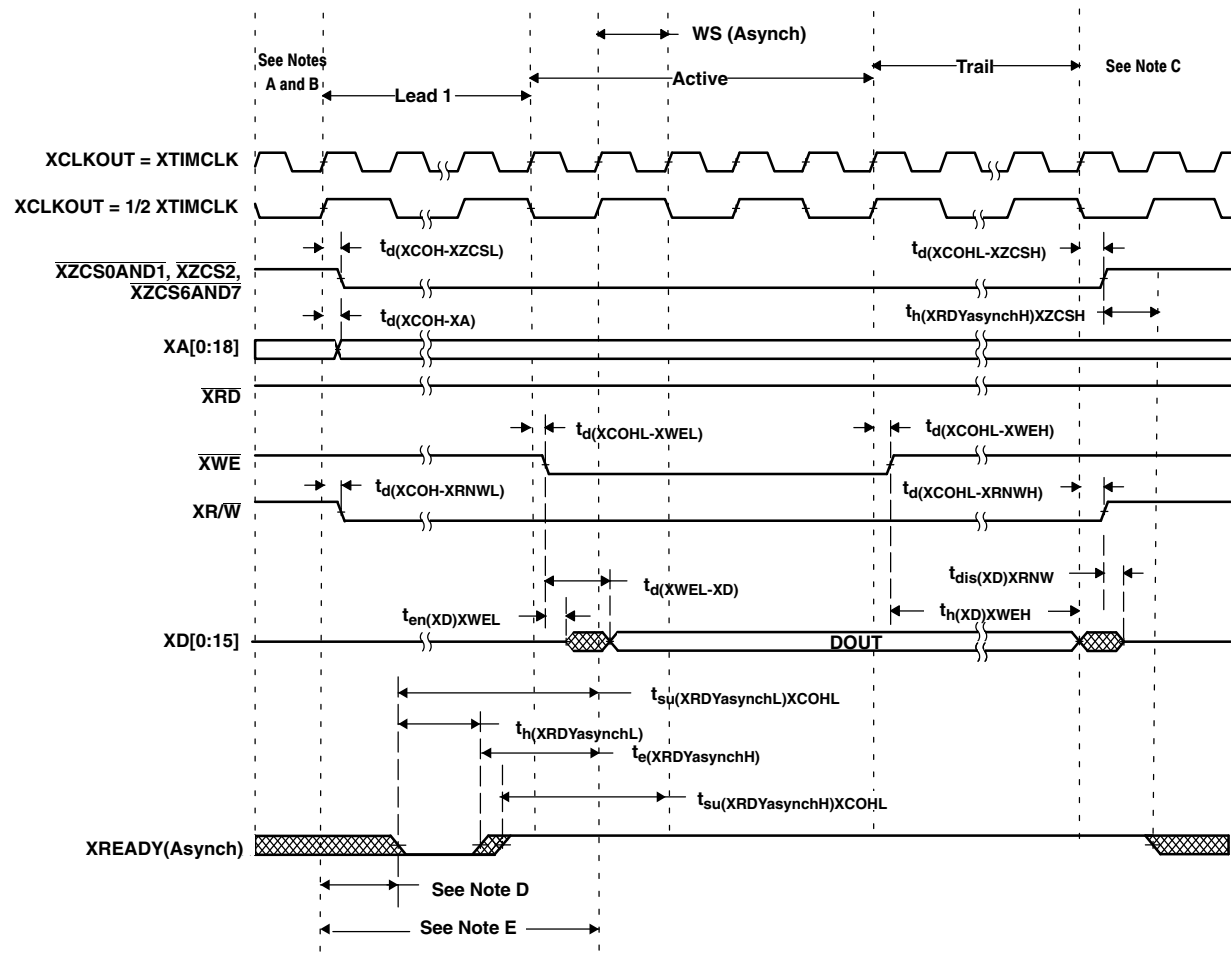 WS (Asynch)
See Notes
A and B
Lead 1
Active
Trail
See Note C
XCLKOUT = XTIMCLK
XCLKOUT = 1/2 XTIMCLK
td(XCOH-XZCSL)
td(XCOHL-XZCSH)
XZCS0AND1, XZCS2,
XZCS6AND7
td(XCOH-XA)
th(XRDYasynchH)XZCSH
XA[0:18]
XRD
td(XCOHL-XWEL)
td(XCOHL-XWEH)
XWE
td(XCOH-XRNWL)
td(XCOHL-XRNWH)
XR/W
tdis(XD)XRNW
td(XWEL-XD)
ten(XD)XWEL
th(XD)XWEH
XD[0:15]
DOUT
tsu(XRDYasynchL)XCOHL
th(XRDYasynchL)
te(XRDYasynchH)
tsu(XRDYasynchH)XCOHL
XREADY(Asynch)
See Note D
See Note E